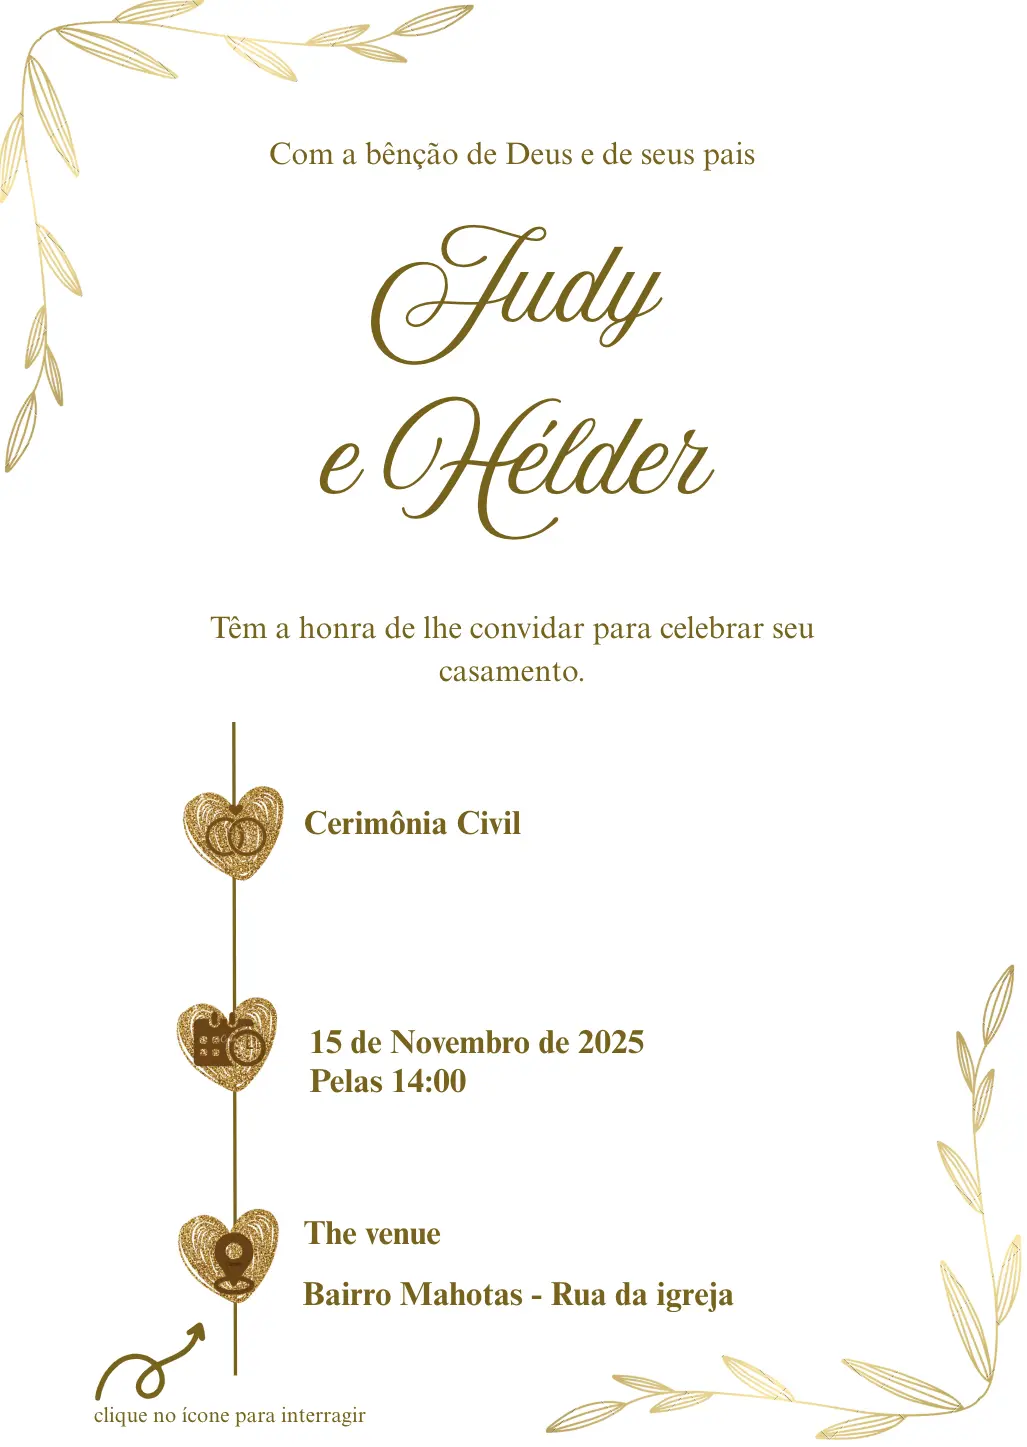 Com a bênção de Deus e de seus pais
Judy
e Hélder
Têm a honra de lhe convidar para celebrar seu
casamento.
Cerimônia Civil
15 de Novembro de 2025
Pelas 14:00
The venue
Bairro Mahotas - Rua da igreja
clique no ícone para interragir